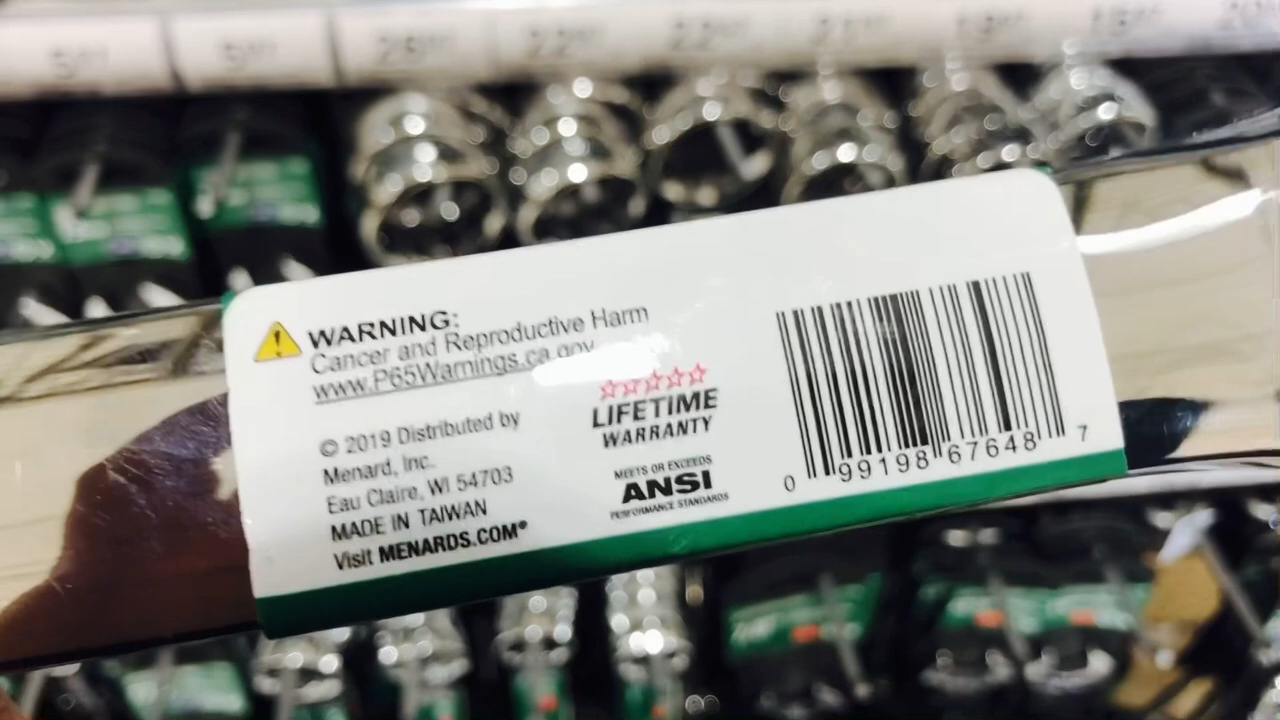 WARNING:
Cancer and Reproductive Harm
www.P65Warnings.ca.gov
© 2019 Distributed by
Menard, Inc.
Eau Claire, WI 54703
MADE IN TAIWAN
Visit MENARDS.COM®
LIFETIME
WARRANTY
MEETS OR EXCEEDS
ANSI
PERFORMANCE STANDARDS
0 99198 67648 7